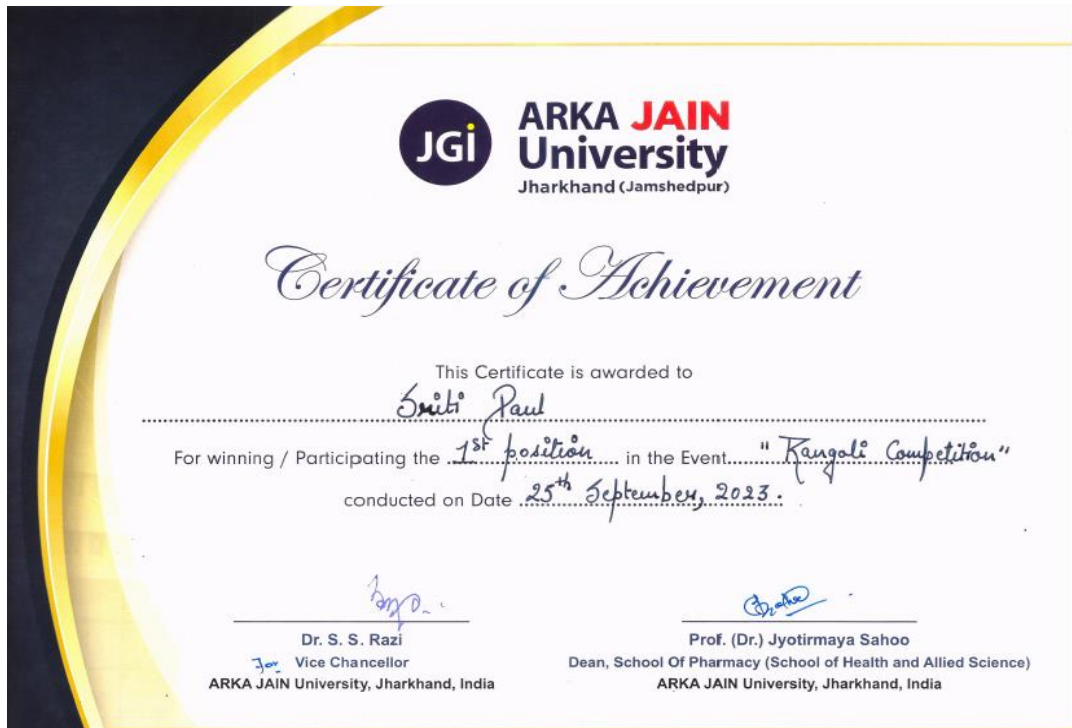 JGi
ARKA JAIN
University
Jharkhand (Jamshedpur)
Certificate of Achievement
This Certificate is awarded to
Sriti Paul
For winning / Participating the 1st position in the Event "Rangoli Competition"
conducted on Date 25th September, 2023.
Dr. S. S. Razi
Prof. (Dr.) Jyotirmaya Sahoo
For Vice Chancellor
Dean, School Of Pharmacy (School of Health and Allied Science)
ARKA JAIN University, Jharkhand, India
ARKA JAIN University, Jharkhand, India